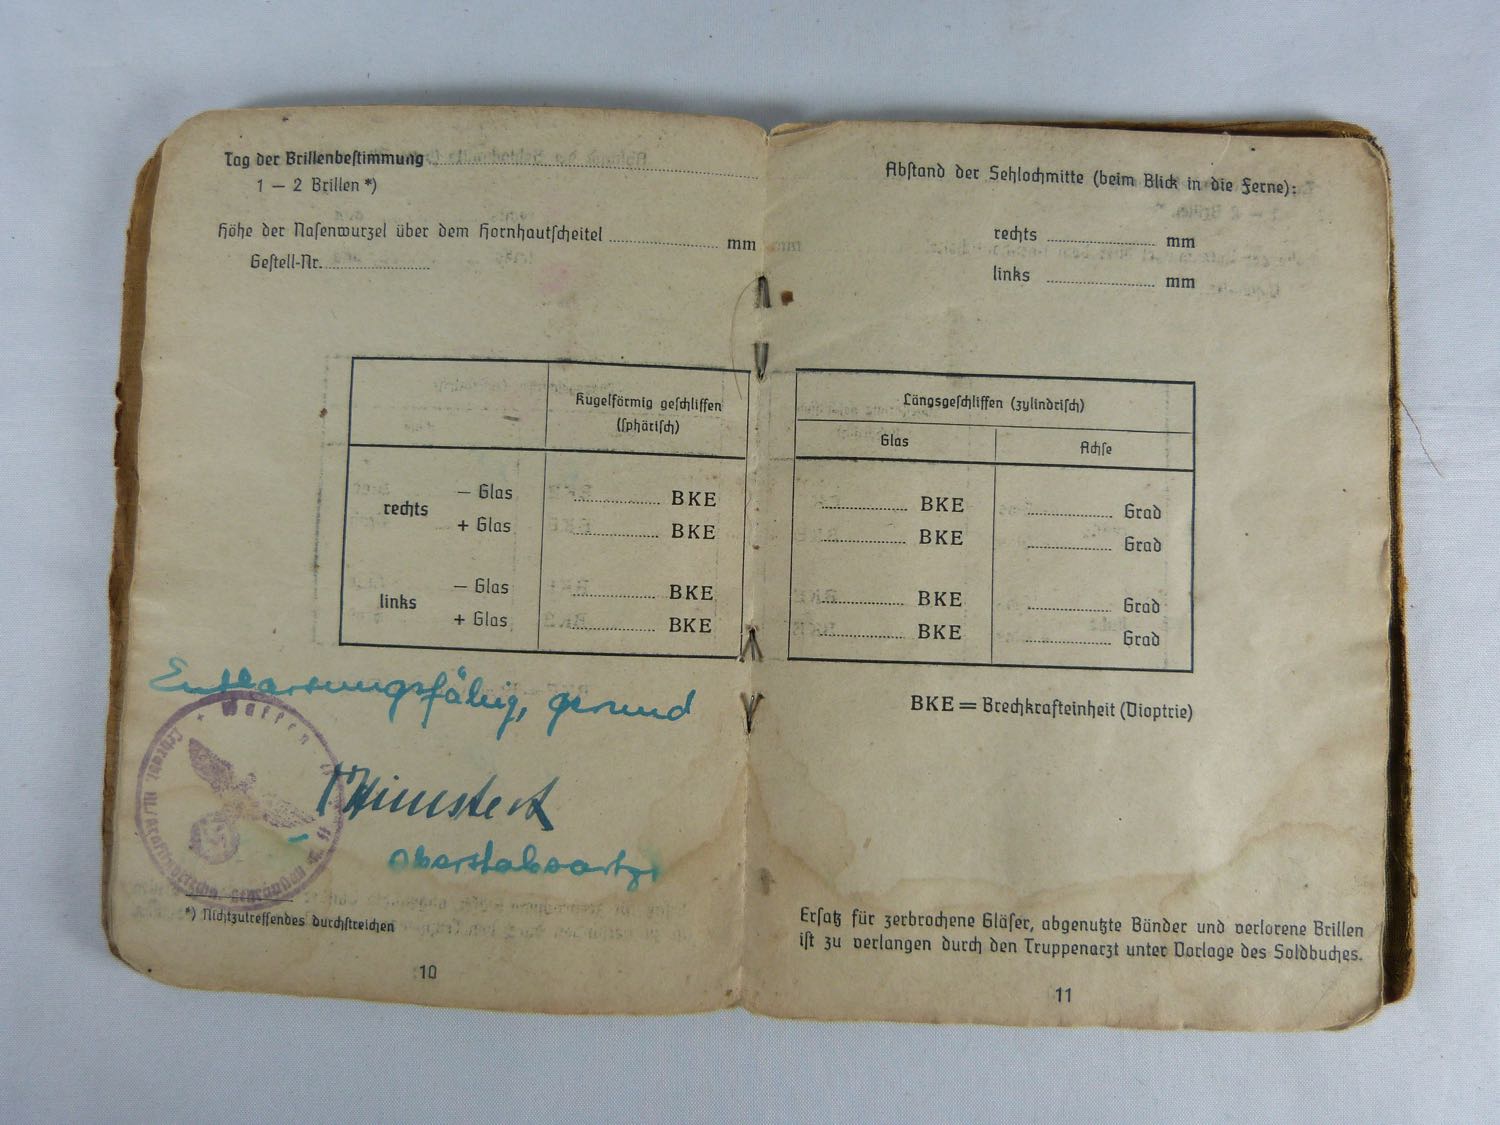 Tag der Brillenbestimmung
1 — 2 Brillen *)
Höhe der Nasenwurzel über dem Hornhautscheitel mm
Gestell-Nr.
Kugelförmig geschliffen
(sphärisch)
rechts
— Glas BKE
+ Glas BKE
links
— Glas BKE
+ Glas BKE
Entlassungsfähig, gesund
Oberstabsarzt
Waffen
*) Nichtzutreffendes durchstreichen
10
Abstand der Sehlochmitte (beim Blick in die Ferne):
rechts mm
links mm
Längsgeschliffen (zylindrisch)
Glas Achse
BKE Grad
BKE Grad
BKE Grad
BKE Grad
BKE = Brechkrafteinheit (Dioptrie)
Ersatz für zerbrochene Gläser, abgenutzte Bänder und verlorene Brillen
ist zu verlangen durch den Truppenarzt unter Vorlage des Soldbuches.
11